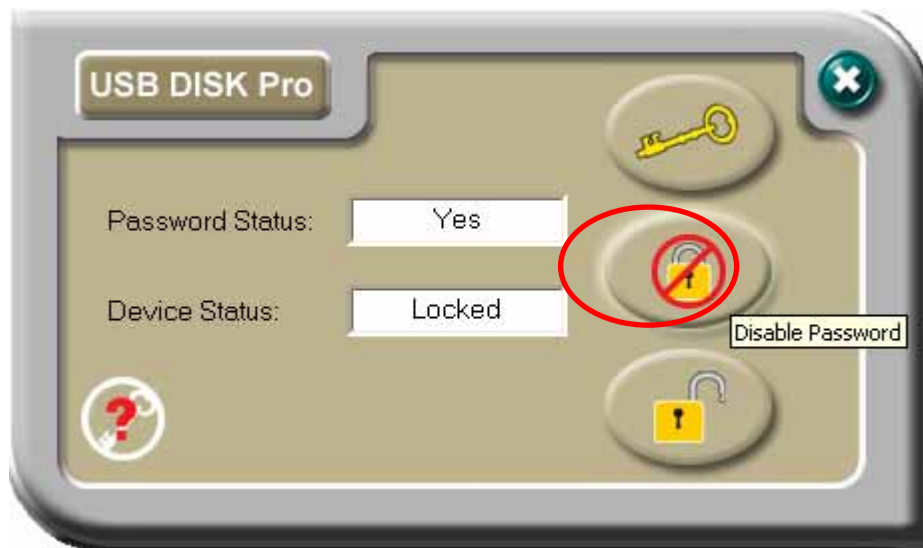 USB DISK Pro
Password Status: Yes
Device Status: Locked
Disable Password
?